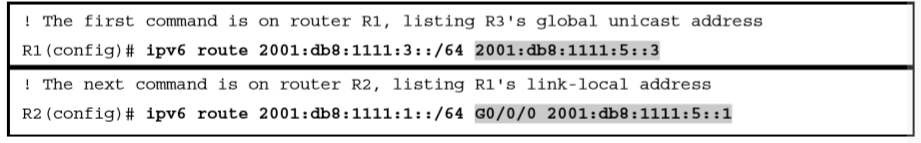 ! The first command is on router R1, listing R3's global unicast address
R1(config)# ipv6 route 2001:db8:1111:3::/64 2001:db8:1111:5::3
! The next command is on router R2, listing R1's link-local address
R2(config)# ipv6 route 2001:db8:1111:1::/64 G0/0/0 2001:db8:1111:5::1